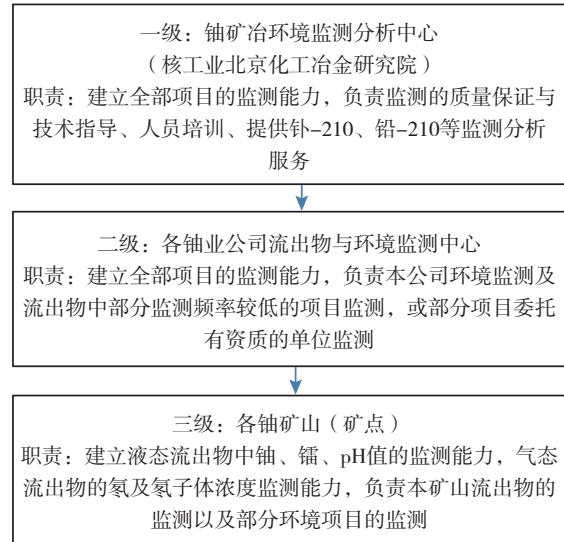 一级：铀矿冶环境监测分析中心
（核工业北京化工冶金研究院）
职责：建立全部项目的监测能力，负责监测的质量保证与
技术指导、人员培训、提供钋-210、铅-210等监测分析
服务
二级：各铀业公司流出物与环境监测中心
职责：建立全部项目的监测能力，负责本公司环境监测及
流出物中部分监测频率较低的项目监测，或部分项目委托
有资质的单位监测
三级：各铀矿山（矿点）
职责：建立液态流出物中铀、镭、pH值的监测能力，气态
流出物的氡及氡子体浓度监测能力，负责本矿山流出物的
监测以及部分环境项目的监测